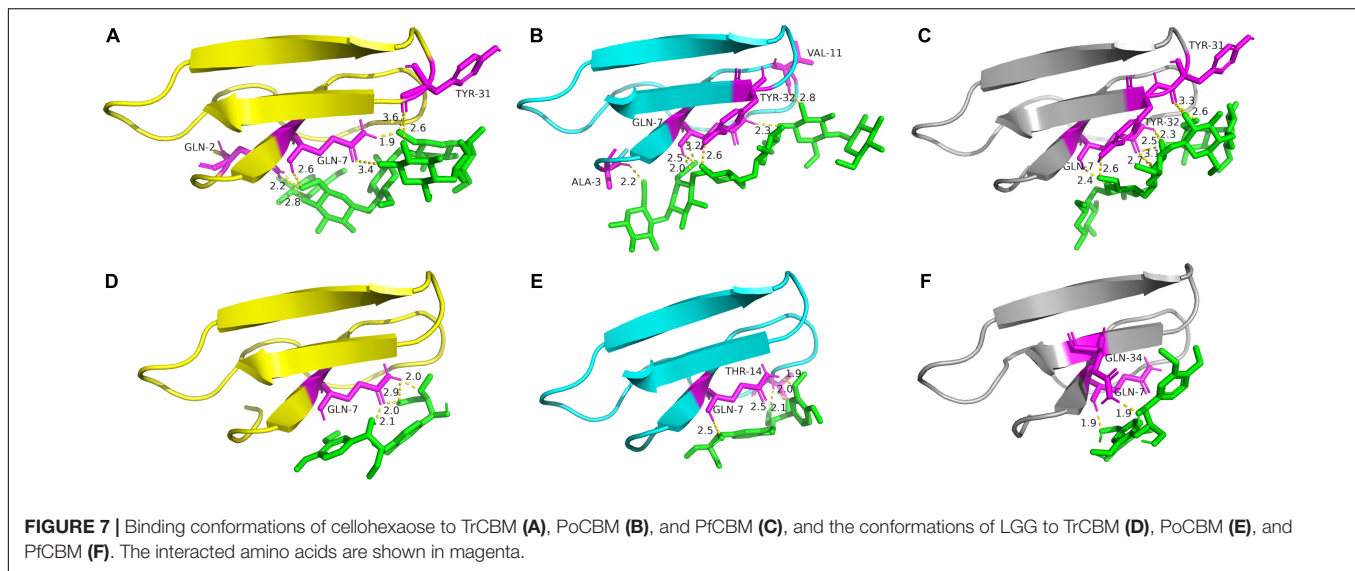 A
B
C
TYR-31
3.6
2.6
1.9
GLN-2
GLN-7
3.4
2.6
2.2
2.8
VAL-11
TYR-32
2.8
GLN-7
2.3
3.2
2.5
2.6
2.0
ALA-3
2.2
TYR-31
3.3
2.6
TYR-32
2.3
2.5
GLN-7
2.4
2.6
D
E
F
2.0
2.9
GLN-7
2.0
2.1
THR-14
1.9
2.0
GLN-7
2.5
2.1
2.5
GLN-34
GLN-7
1.9
1.9
FIGURE 7 | Binding conformations of cellohexaose to TrCBM (A), PoCBM (B), and PfCBM (C), and the conformations of LGG to TrCBM (D), PoCBM (E), and
PfCBM (F). The interacted amino acids are shown in magenta.